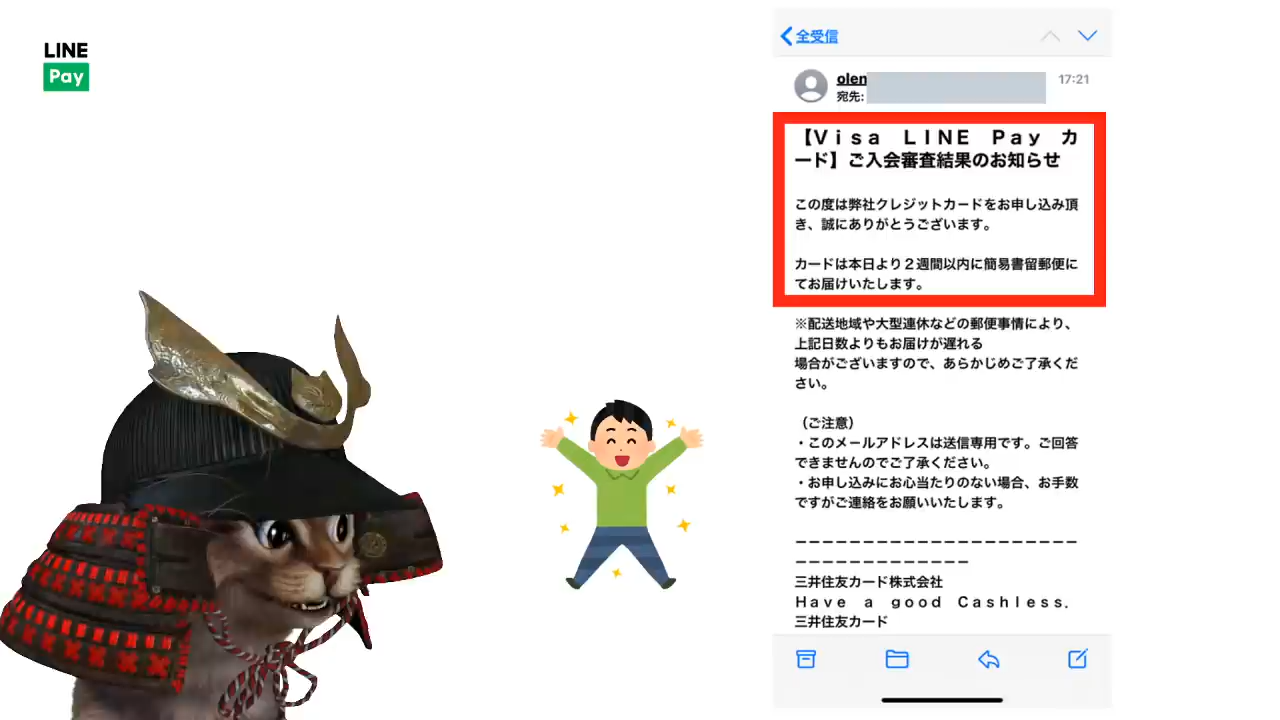 LINE
Pay
全受信
olen
17:21
宛先:
【Ｖｉｓａ　ＬＩＮＥ　Ｐａｙ　カ
ード】ご入会審査結果のお知らせ
この度は弊社クレジットカードをお申し込み頂
き、誠にありがとうございます。
カードは本日より２週間以内に簡易書留郵便に
てお届けいたします。
※配送地域や大型連休などの郵便事情により、
上記日数よりもお届けが遅れる
場合がございますので、あらかじめご了承くだ
さい。
（ご注意）
・このメールアドレスは送信専用です。ご回答
できませんのでご了承ください。
・お申し込みにお心当たりのない場合、お手数
ですがご連絡をお願いいたします。
－－－－－－－－－－－－－－－－－－－－－
－－－－－－－－－－－－－
三井住友カード株式会社
Ｈａｖｅ　ａ　ｇｏｏｄ　Ｃａｓｈｌｅｓｓ．
三井住友カード